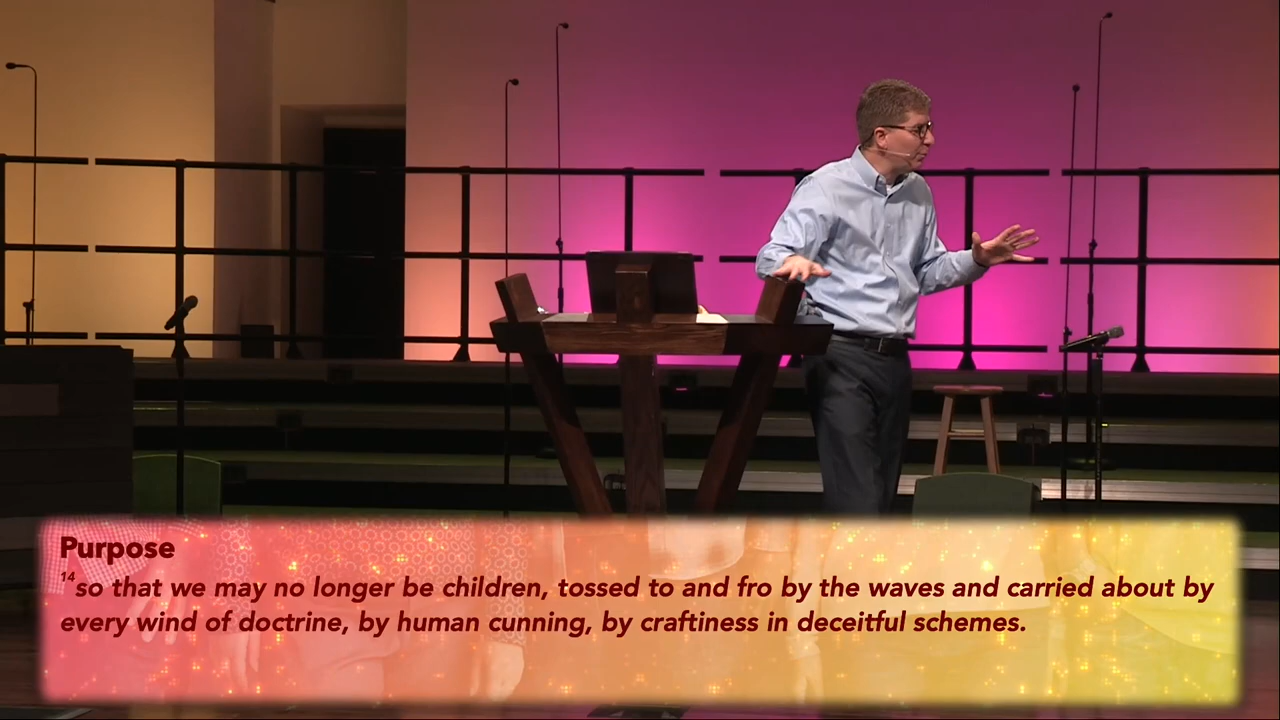 Purpose
14so that we may no longer be children, tossed to and fro by the waves and carried about by
every wind of doctrine, by human cunning, by craftiness in deceitful schemes.